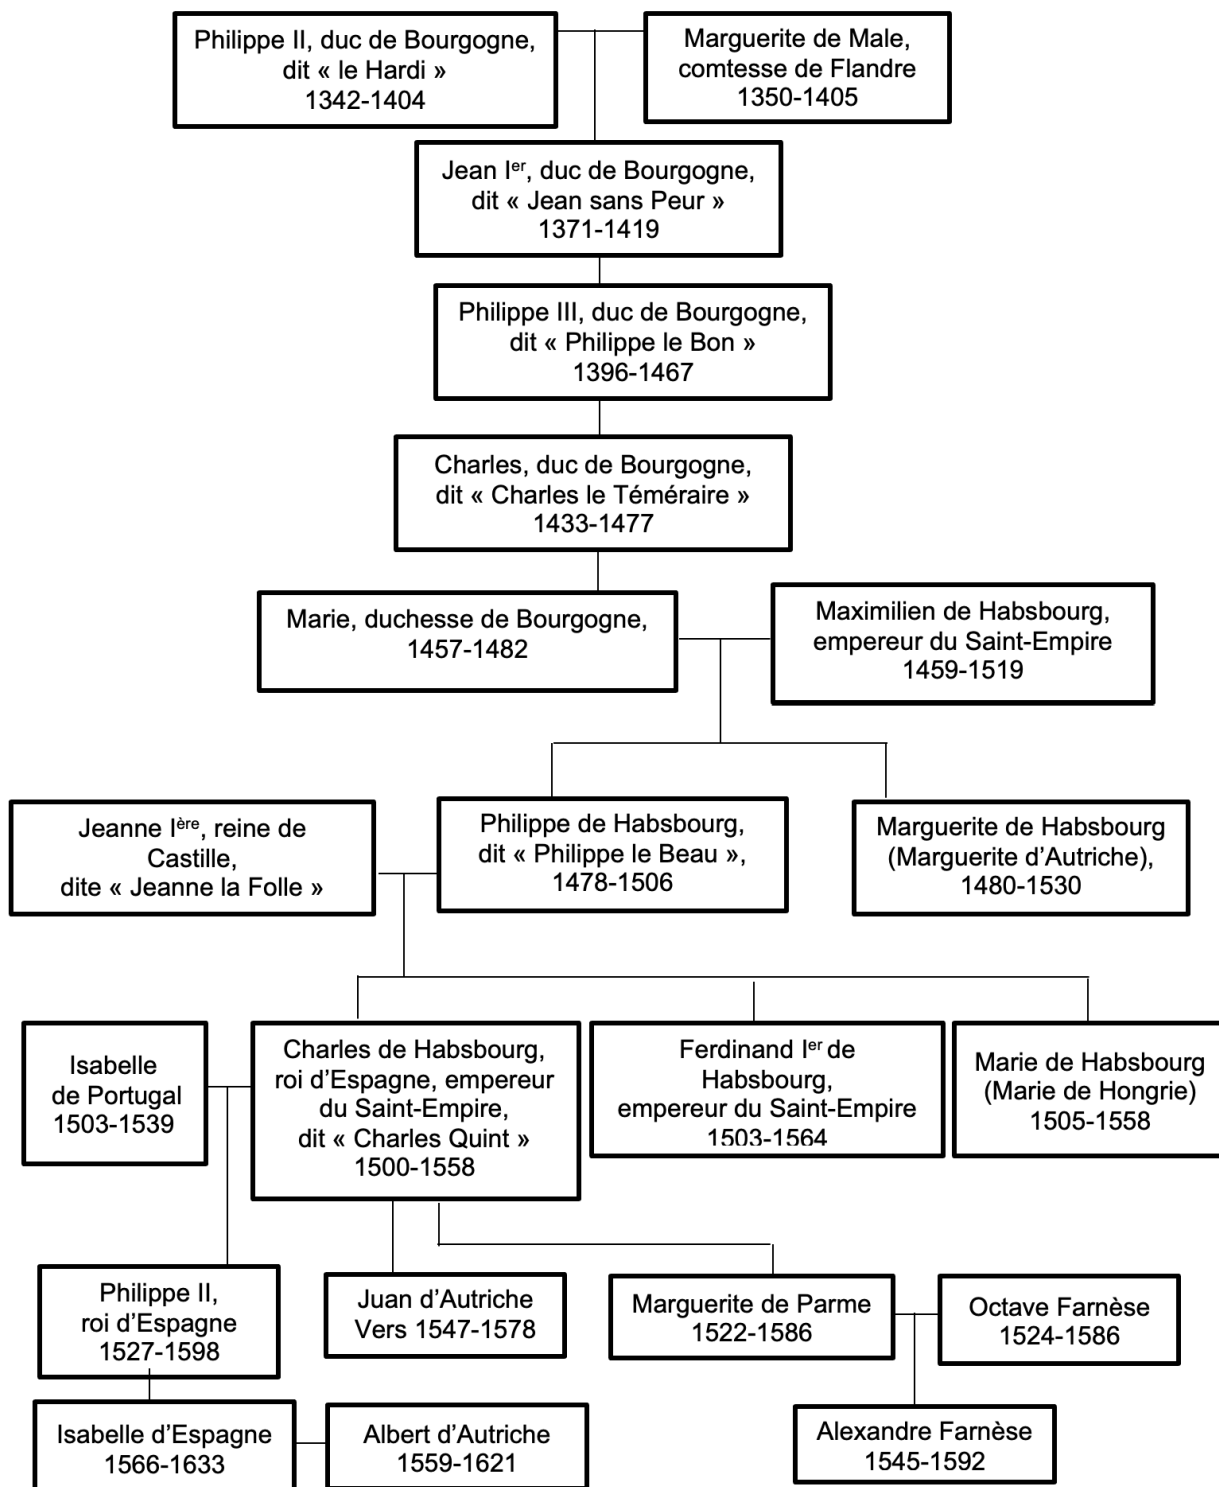 Philippe II, duc de Bourgogne,
dit « le Hardi »
1342-1404
Marguerite de Male,
comtesse de Flandre
1350-1405
Jean Ier, duc de Bourgogne,
dit « Jean sans Peur »
1371-1419
Philippe III, duc de Bourgogne,
dit « Philippe le Bon »
1396-1467
Charles, duc de Bourgogne,
dit « Charles le Téméraire »
1433-1477
Marie, duchesse de Bourgogne,
1457-1482
Maximilien de Habsbourg,
empereur du Saint-Empire
1459-1519
Jeanne Ière, reine de
Castille,
dite « Jeanne la Folle »
Philippe de Habsbourg,
dit « Philippe le Beau »,
1478-1506
Marguerite de Habsbourg
(Marguerite d’Autriche),
1480-1530
Isabelle
de Portugal
1503-1539
Charles de Habsbourg,
roi d’Espagne, empereur
du Saint-Empire,
dit « Charles Quint »
1500-1558
Ferdinand Ier de
Habsbourg,
empereur du Saint-Empire
1503-1564
Marie de Habsbourg
(Marie de Hongrie)
1505-1558
Philippe II,
roi d’Espagne
1527-1598
Juan d’Autriche
Vers 1547-1578
Marguerite de Parme
1522-1586
Octave Farnèse
1524-1586
Isabelle d’Espagne
1566-1633
Albert d’Autriche
1559-1621
Alexandre Farnèse
1545-1592